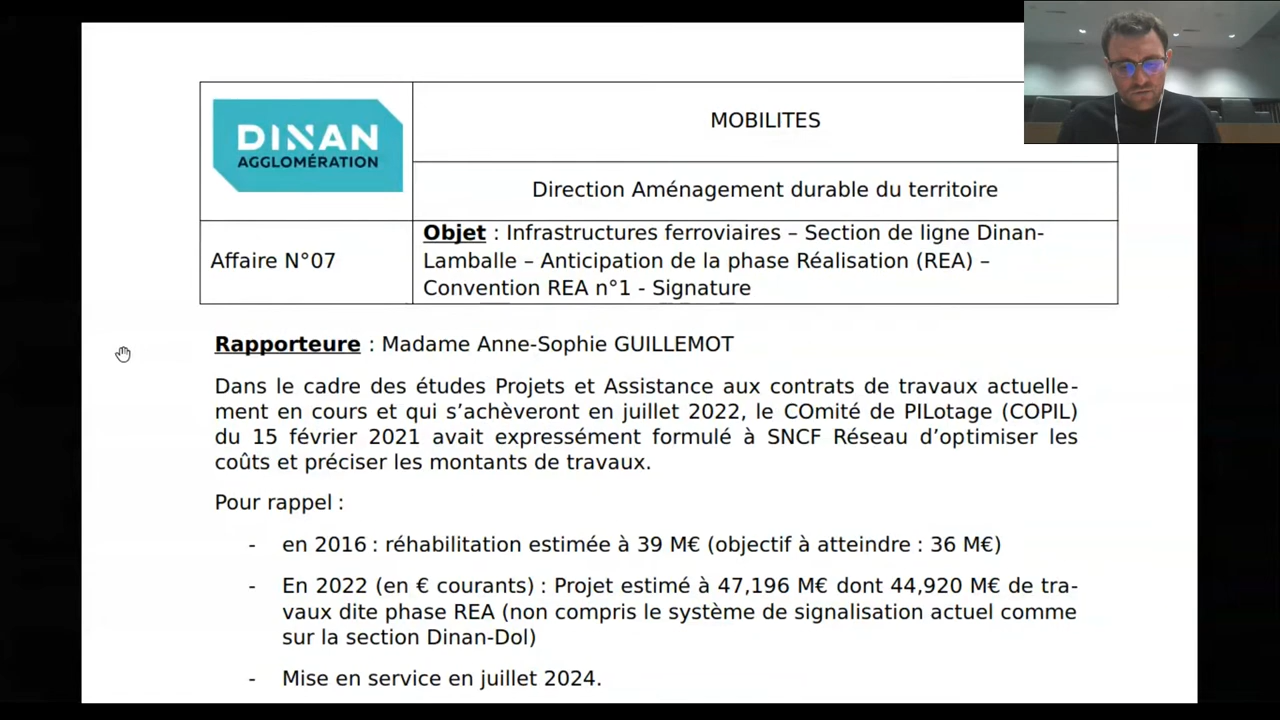 DINAN
AGGLOMÉRATION
MOBILITES
Direction Aménagement durable du territoire
Affaire N°07
Objet : Infrastructures ferroviaires – Section de ligne Dinan-
Lamballe – Anticipation de la phase Réalisation (REA) –
Convention REA n°1 - Signature
Rapporteure : Madame Anne-Sophie GUILLEMOT
Dans le cadre des études Projets et Assistance aux contrats de travaux actuelle-
ment en cours et qui s’achèveront en juillet 2022, le COmité de PILotage (COPIL)
du 15 février 2021 avait expressément formulé à SNCF Réseau d’optimiser les
coûts et préciser les montants de travaux.
Pour rappel :
- en 2016 : réhabilitation estimée à 39 M€ (objectif à atteindre : 36 M€)
- En 2022 (en € courants) : Projet estimé à 47,196 M€ dont 44,920 M€ de tra-
vaux dite phase REA (non compris le système de signalisation actuel comme
sur la section Dinan-Dol)
- Mise en service en juillet 2024.